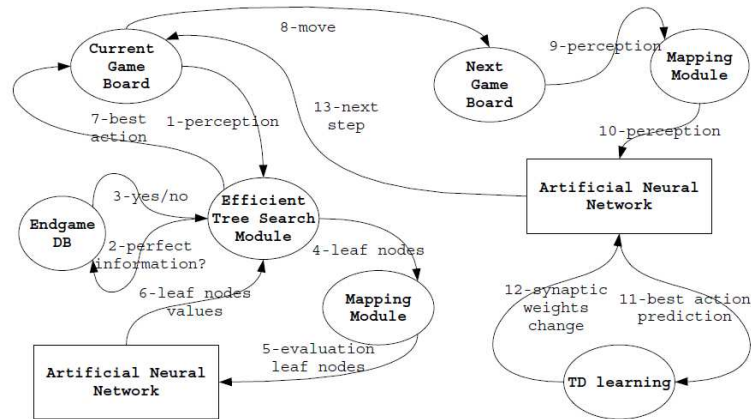 8-move
Current
Game
Board
9-perception
Mapping
Module
Next
Game
Board
13-next
step
7-best
action
1-perception
10-perception
3-yes/no
Efficient
Tree Search
Module
Artificial Neural
Network
Endgame
DB
2-perfect
information?
4-leaf nodes
6-leaf nodes
values
Mapping
Module
12-synaptic
weights
change
11-best action
prediction
5-evaluation
leaf nodes
Artificial Neural
Network
TD learning